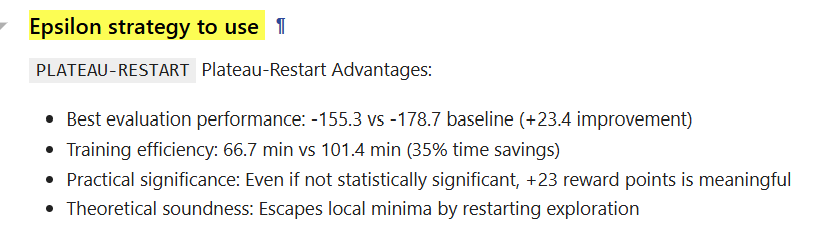 Epsilon strategy to use ¶
PLATEAU-RESTART Plateau-Restart Advantages:
• Best evaluation performance: -155.3 vs -178.7 baseline (+23.4 improvement)
• Training efficiency: 66.7 min vs 101.4 min (35% time savings)
• Practical significance: Even if not statistically significant, +23 reward points is meaningful
• Theoretical soundness: Escapes local minima by restarting exploration